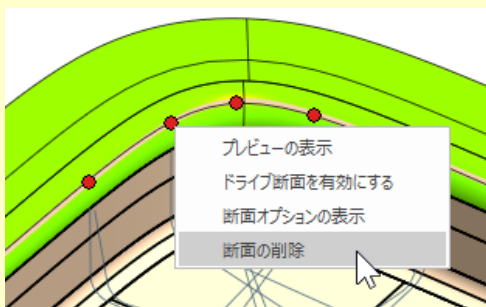 プレビューの表示
ドライブ断面を有効にする
断面オプションの表示
断面の削除